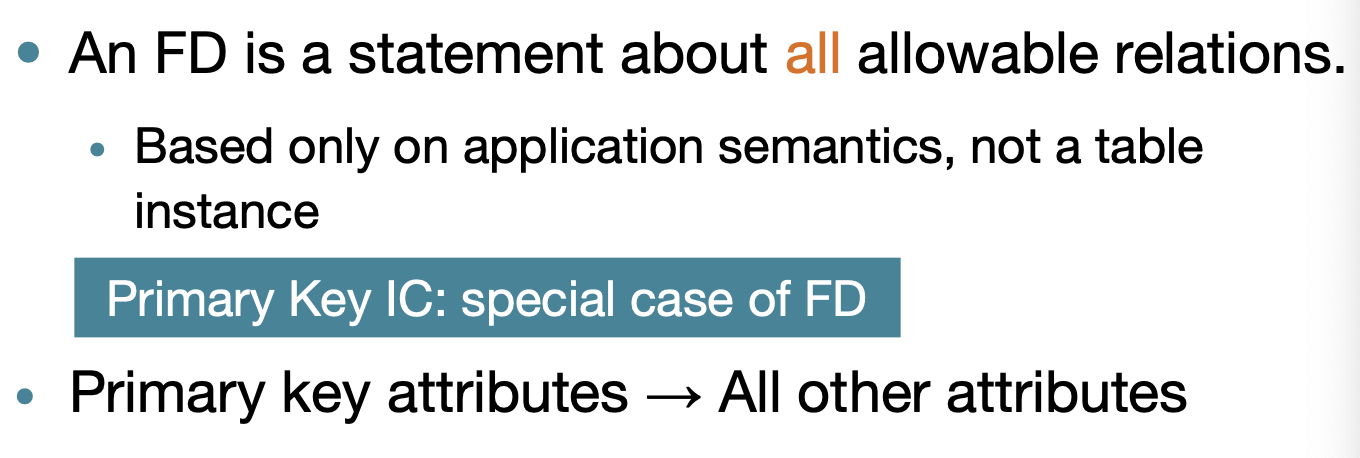 • An FD is a statement about all allowable relations.
• Based only on application semantics, not a table
instance
Primary Key IC: special case of FD
• Primary key attributes → All other attributes